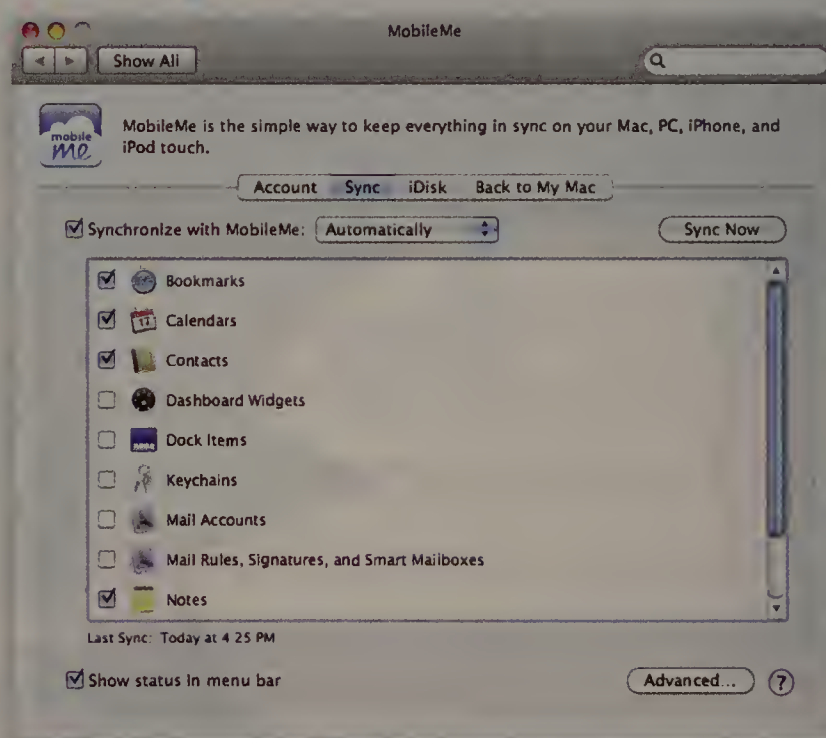 MobileMe
Show All
mobile
me
MobileMe is the simple way to keep everything in sync on your Mac, PC, iPhone, and
iPod touch.
Account Sync iDisk Back to My Mac
Synchronize with MobileMe: Automatically Sync Now
Bookmarks
17 Calendars
Contacts
Dashboard Widgets
Dock Items
Keychains
Mail Accounts
Mail Rules, Signatures, and Smart Mailboxes
Notes
Last Sync: Today at 4 25 PM
Show status in menu bar
Advanced... ?